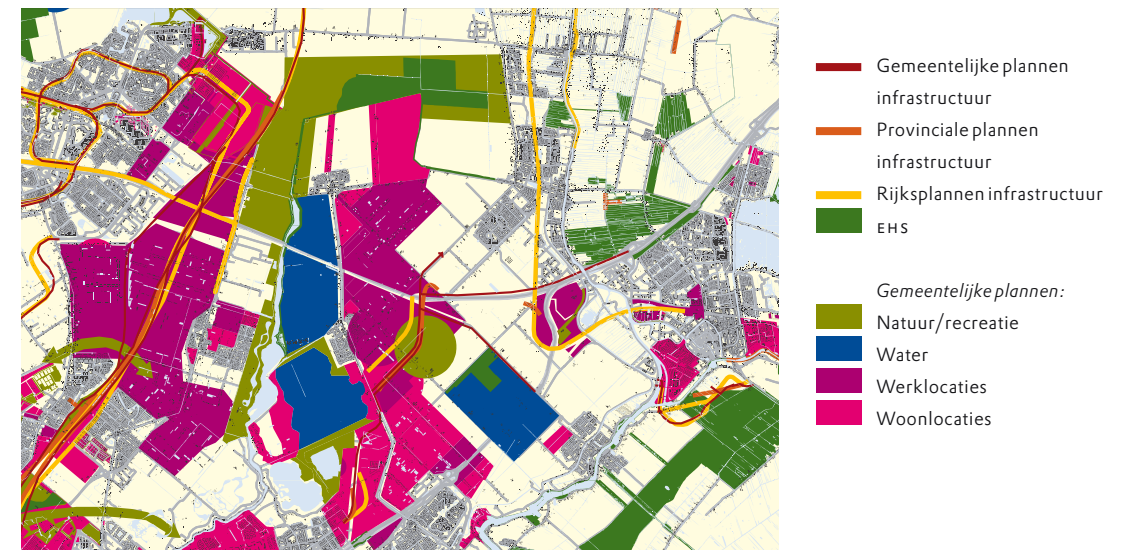 Gemeentelijke plannen
infrastructuur
Provinciale plannen
infrastructuur
Rijksplannen infrastructuur
EHS
Gemeentelijke plannen:
Natuur/recreatie
Water
Werklocaties
Woonlocaties